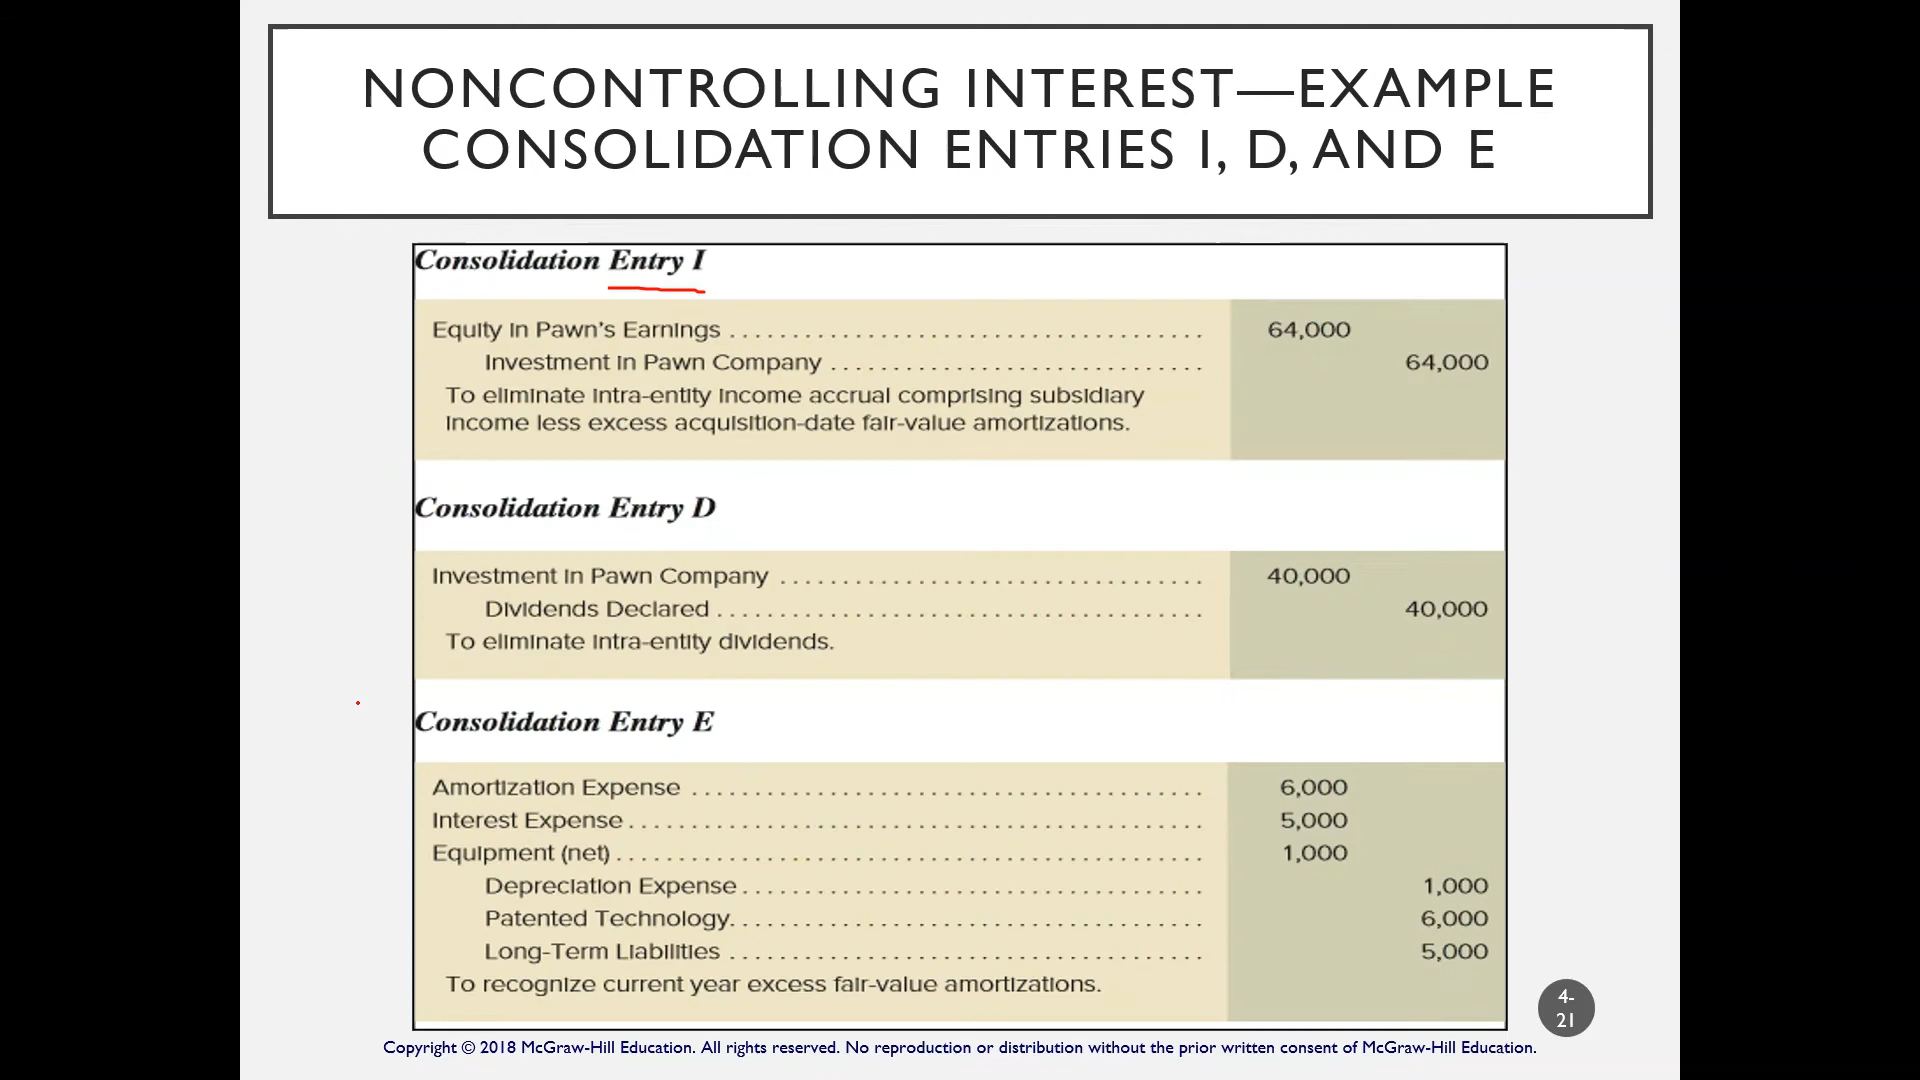 NONCONTROLLING INTEREST—EXAMPLE
CONSOLIDATION ENTRIES I, D, AND E
Consolidation Entry I
Equity in Pawn's Earnings . . . . . . . . . . 64,000
Investment in Pawn Company . . . . . . . . . . 64,000
To eliminate intra-entity income accrual comprising subsidiary
income less excess acquisition-date fair-value amortizations.
Consolidation Entry D
Investment in Pawn Company . . . . . . . . . . 40,000
Dividends Declared . . . . . . . . . . 40,000
To eliminate intra-entity dividends.
Consolidation Entry E
Amortization Expense . . . . . . . . . . 6,000
Interest Expense . . . . . . . . . . 5,000
Equipment (net) . . . . . . . . . . 1,000
Depreciation Expense . . . . . . . . . . 1,000
Patented Technology. . . . . . . . . . 6,000
Long-Term Liabilities . . . . . . . . . . 5,000
To recognize current year excess fair-value amortizations.
4-
21
Copyright © 2018 McGraw-Hill Education. All rights reserved. No reproduction or distribution without the prior written consent of McGraw-Hill Education.